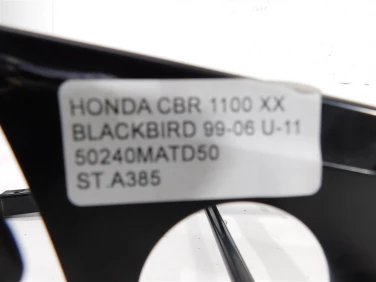 HONDA CBR 1100 XX
BLACKBIRD 99-06 U-11
50240MATD50
ST.A385